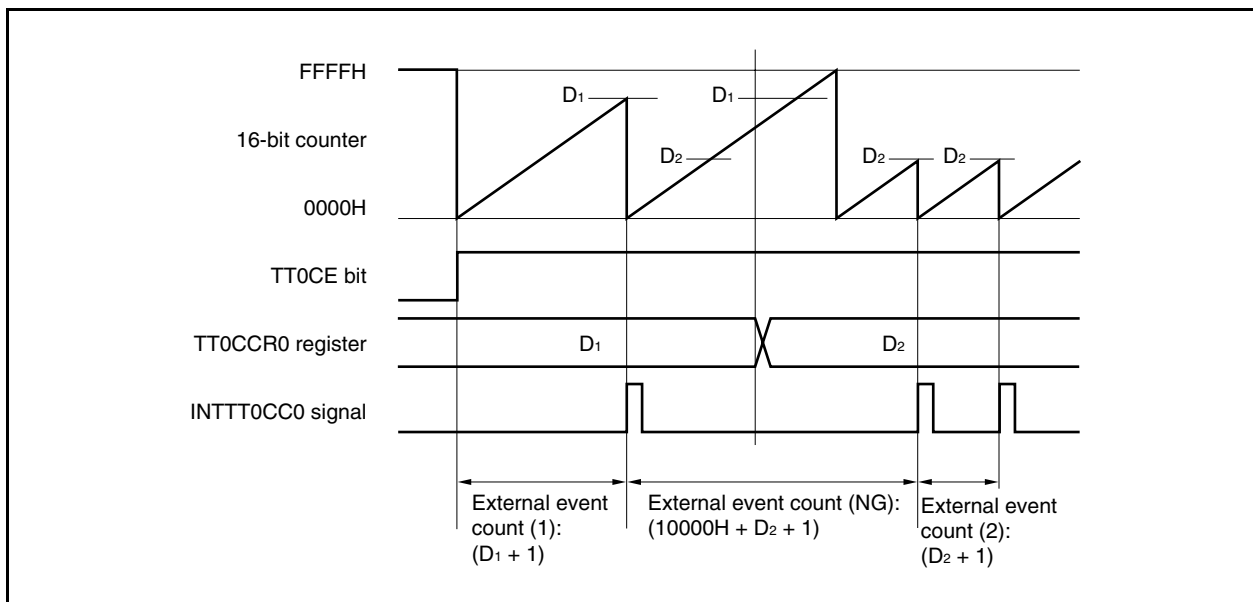 FFFFH
D1
D1
16-bit counter
D2
D2
D2
0000H
TT0CE bit
TT0CCR0 register
D1
D2
INTTT0CC0 signal
External event
count (1):
(D1 + 1)
External event count (NG):
(10000H + D2 + 1)
External event
count (2):
(D2 + 1)